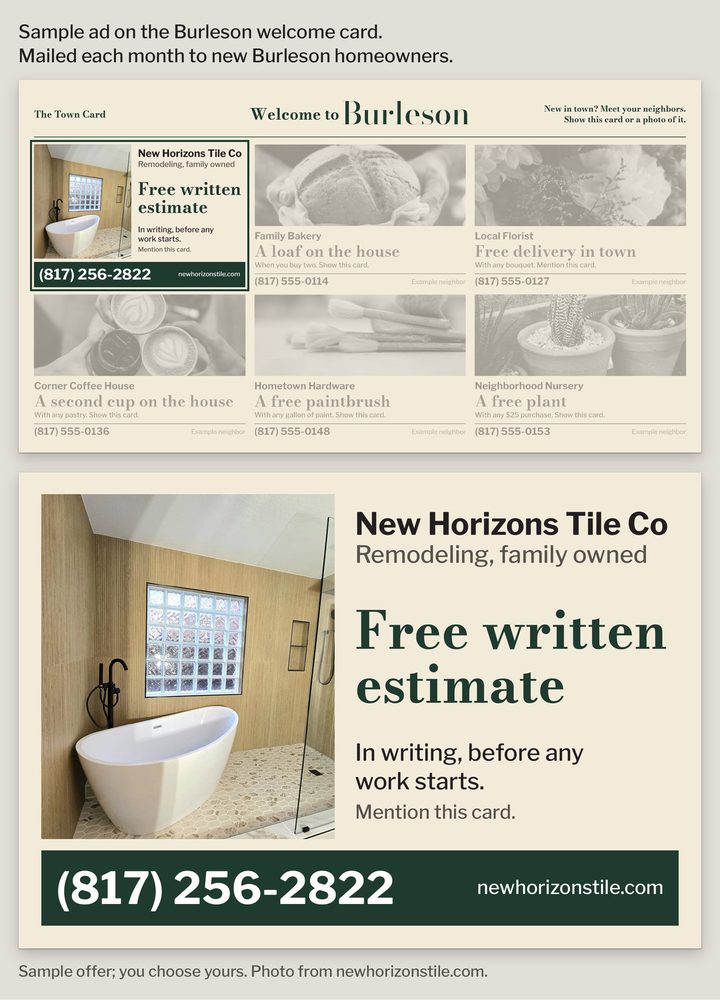 Sample ad on the Burleson welcome card.
Mailed each month to new Burleson homeowners.
The Town Card
Welcome to Burleson
New in town? Meet your neighbors.
Show this card or a photo of it.
New Horizons Tile Co
Remodeling, family owned
Free written
estimate
In writing, before any
work starts.
Mention this card.
(817) 256-2822
newhorizonstile.com
Family Bakery
A loaf on the house
When you buy two. Show this card.
(817) 555-0114
Example neighbor
Local Florist
Free delivery in town
With any bouquet. Mention this card.
(817) 555-0127
Example neighbor
Corner Coffee House
A second cup on the house
With any pastry. Show this card.
(817) 555-0136
Example neighbor
Hometown Hardware
A free paintbrush
With any gallon of paint. Show this card.
(817) 555-0148
Example neighbor
Neighborhood Nursery
A free plant
With any $25 purchase. Show this card.
(817) 555-0153
Example neighbor
New Horizons Tile Co
Remodeling, family owned
Free written
estimate
In writing, before any
work starts.
Mention this card.
(817) 256-2822
newhorizonstile.com
Sample offer; you choose yours. Photo from newhorizonstile.com.